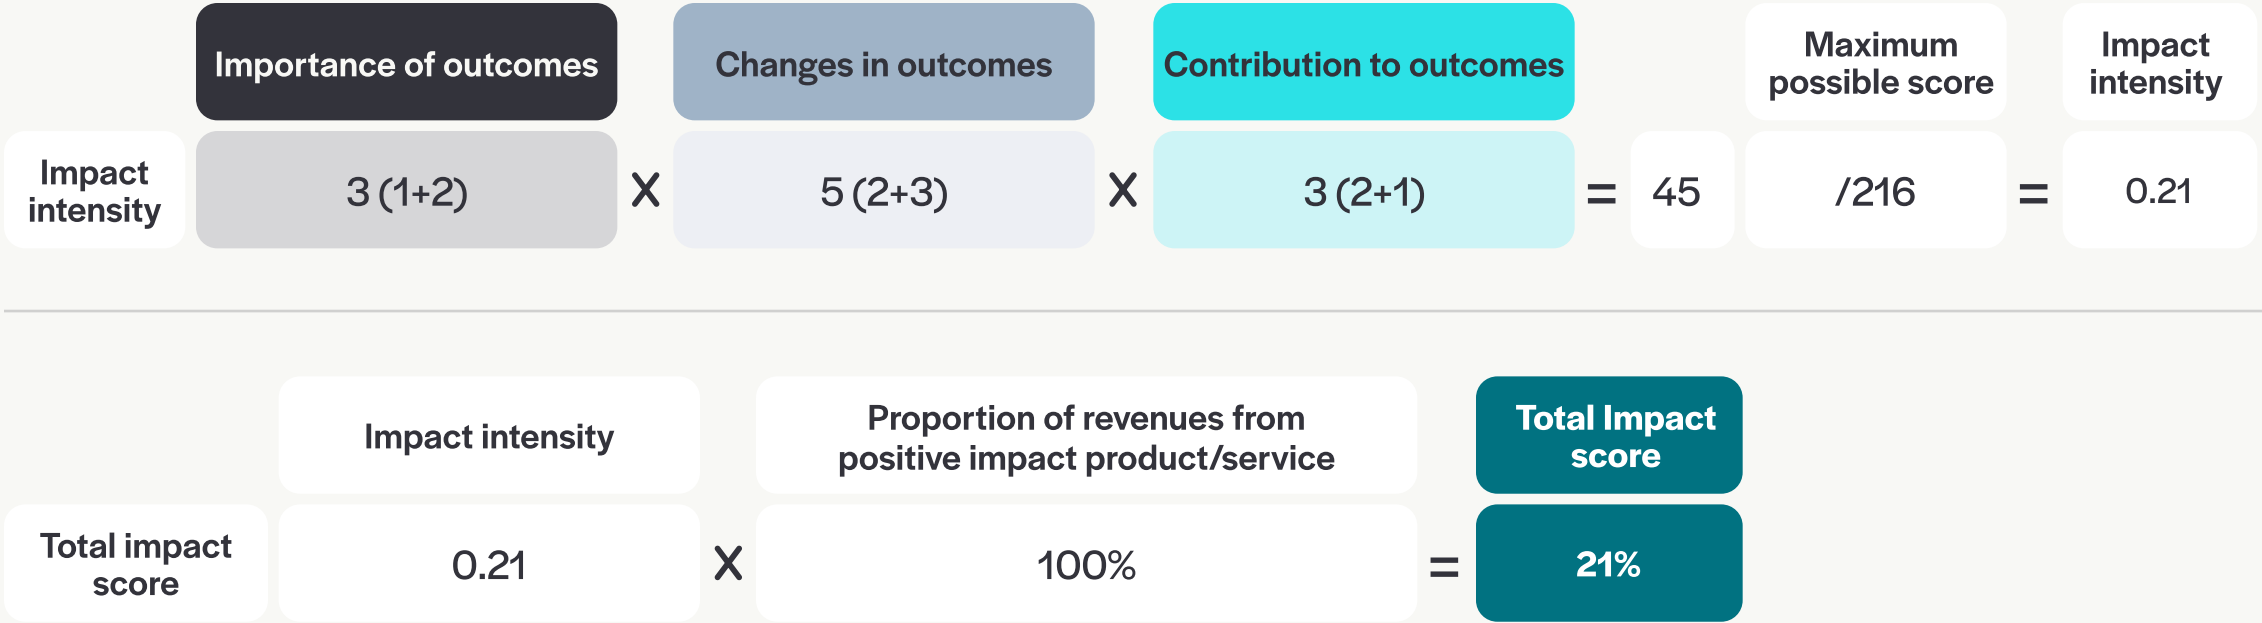 Importance of outcomes
Changes in outcomes
Contribution to outcomes
Maximum
possible score
Impact
intensity
Impact
intensity
3 (1+2)
X
5 (2+3)
X
3 (2+1)
=
45
/216
=
0.21
Impact intensity
Proportion of revenues from
positive impact product/service
Total Impact
score
Total impact
score
0.21
X
100%
=
21%